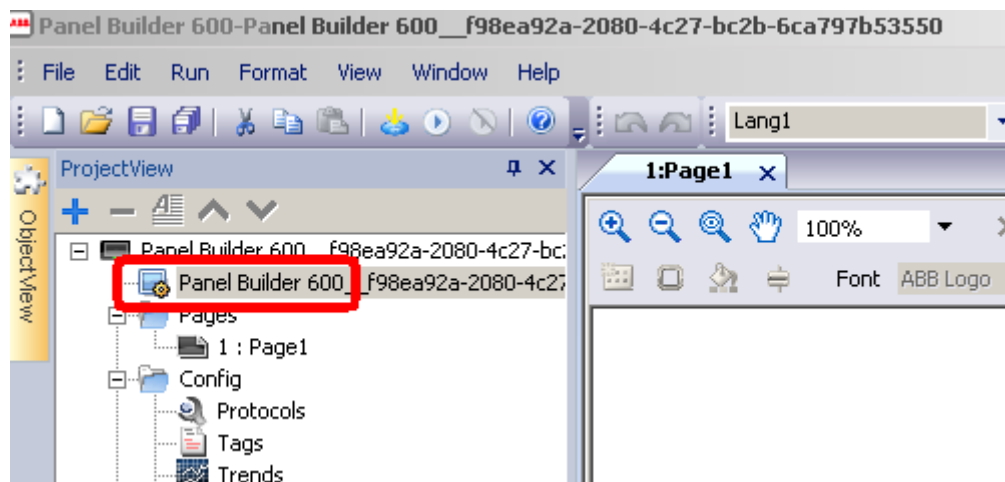 ABB Panel Builder 600-Panel Builder 600__f98ea92a-2080-4c27-bc2b-6ca797b53550
File Edit Run Format View Window Help
Lang1
ObjectView
ProjectView
1:Page1
100%
Font ABB Logo
Panel Builder 600__f98ea92a-2080-4c27-bc
Panel Builder 600__f98ea92a-2080-4c27
Pages
1 : Page1
Config
Protocols
Tags
Trends